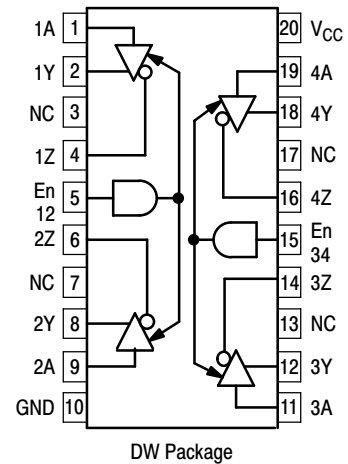 1A 1 20 VCC
1Y 2 19 4A
NC 3 18 4Y
1Z 4 17 NC
En 12 5 16 4Z
2Z 6 15 En 34
NC 7 14 3Z
2Y 8 13 NC
2A 9 12 3Y
GND 10 11 3A
DW Package